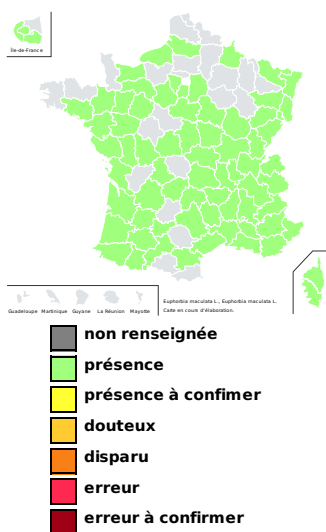 Île-de-France
Guadeloupe Martinique Guyane La Réunion Mayotte
Euphorbia maculata L., Euphorbia maculata L.
Carte en cours d'élaboration.
non renseignée
présence
présence à confimer
douteux
disparu
erreur
erreur à confirmer